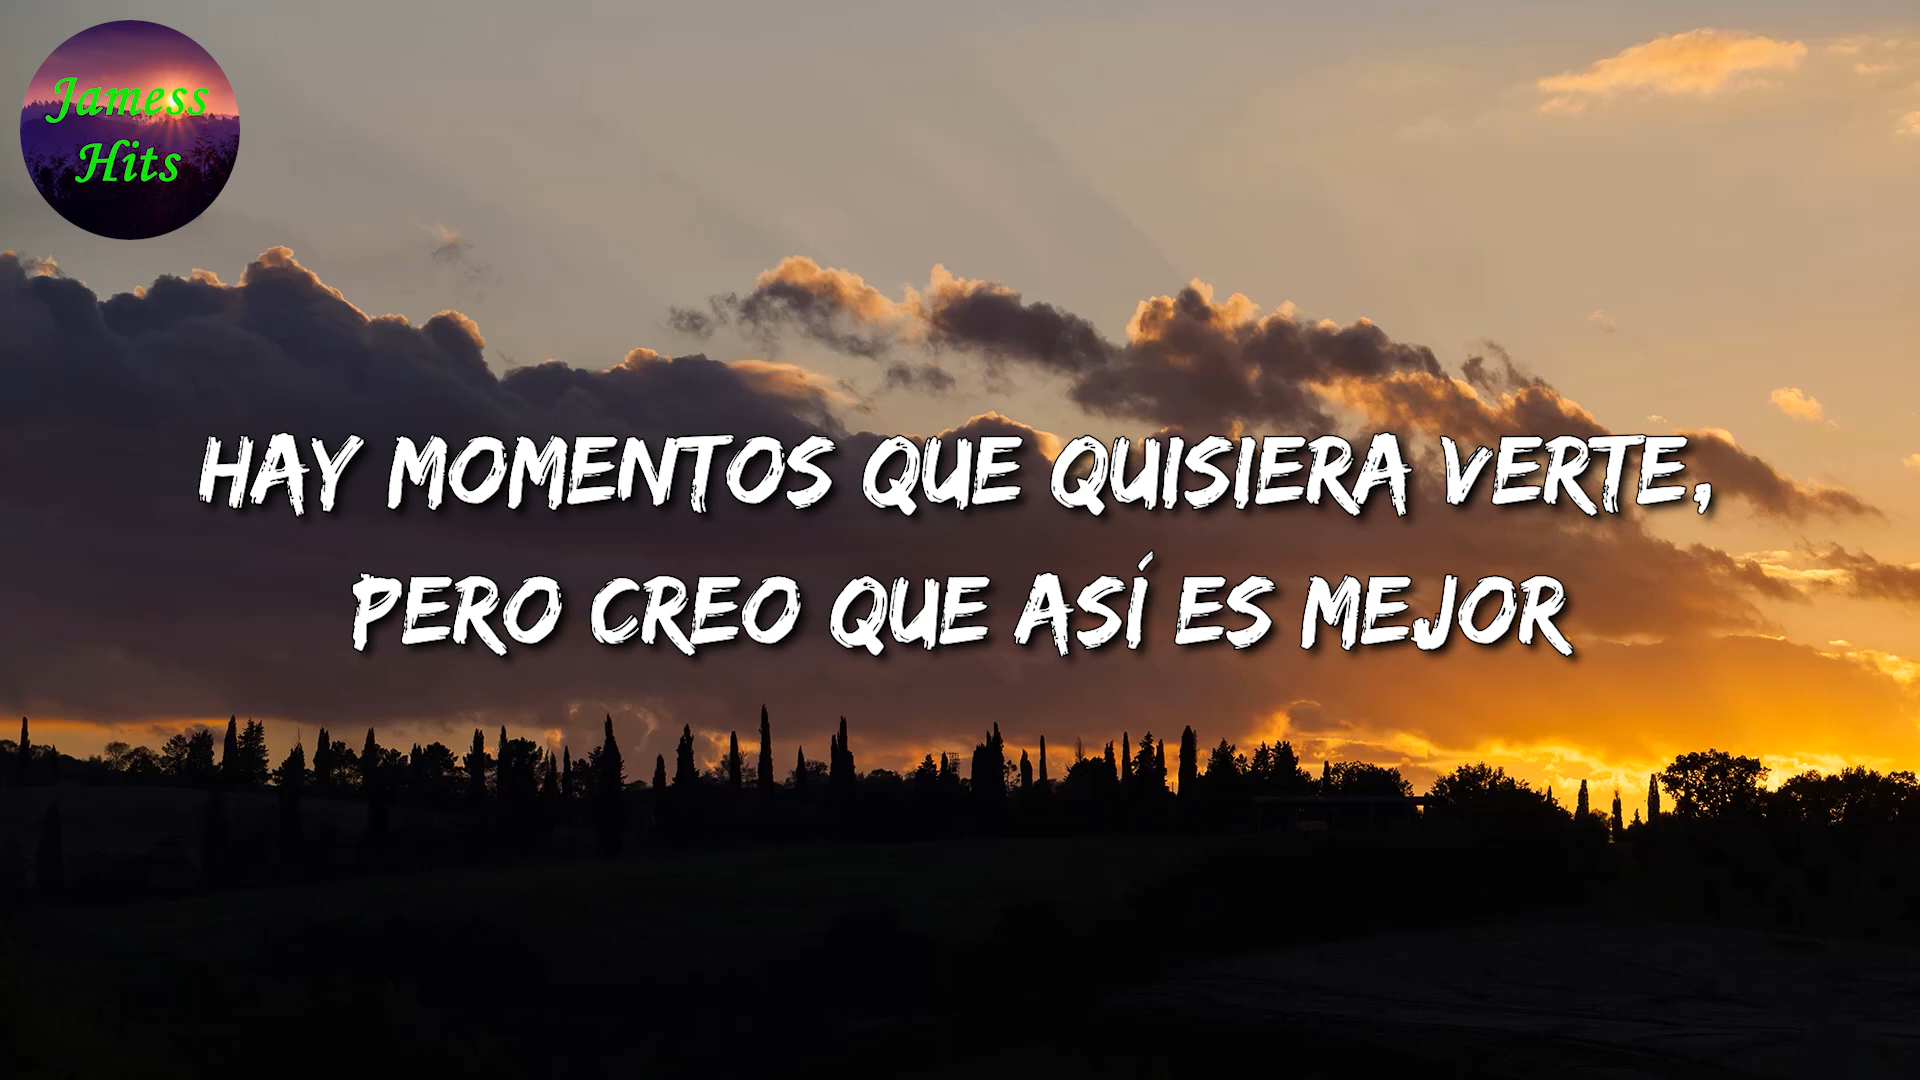 Jamess
Hits
HAY MOMENTOS QUE QUISIERA VERTE,
PERO CREO QUE ASÍ ES MEJOR